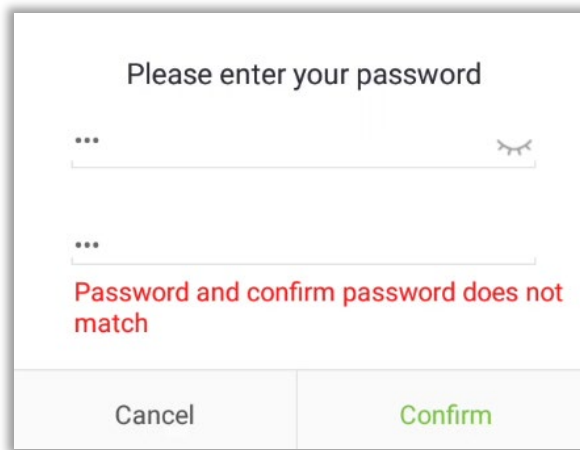 Please enter your password
•••
•••
Password and confirm password does not
match
Cancel
Confirm